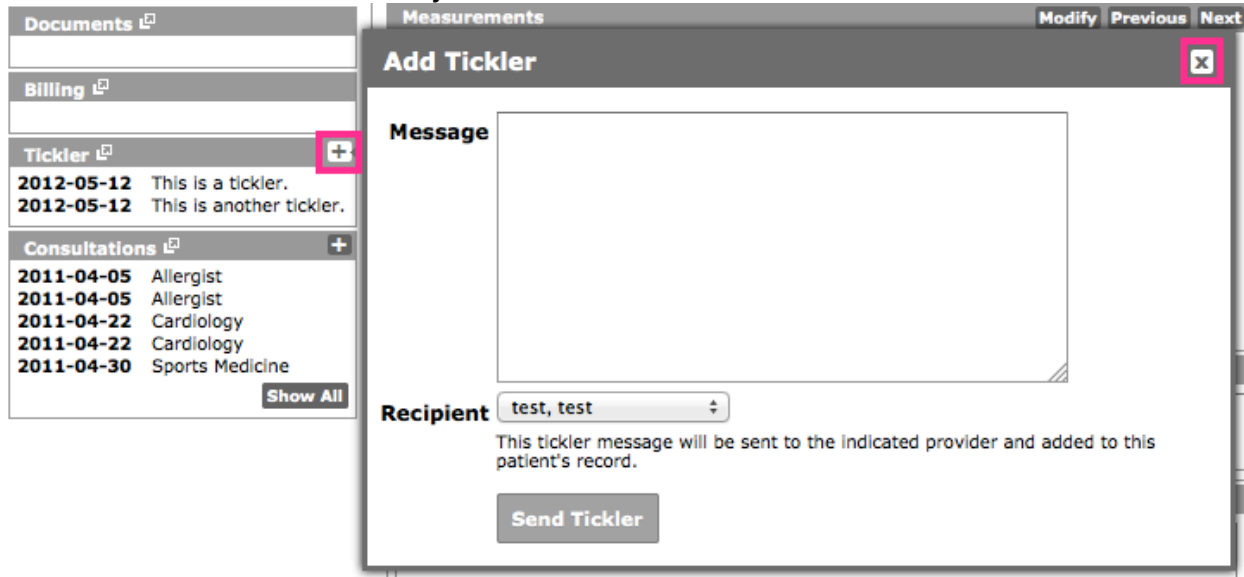 Documents
Billing
Tickler
+
2012-05-12 This is a tickler.
2012-05-12 This is another tickler.
Consultations
+
2011-04-05 Allergist
2011-04-05 Allergist
2011-04-22 Cardiology
2011-04-22 Cardiology
2011-04-30 Sports Medicine
Show All
Measurements
Modify Previous Next
Add Tickler
x
Message
Recipient test, test
This tickler message will be sent to the indicated provider and added to this
patient's record.
Send Tickler